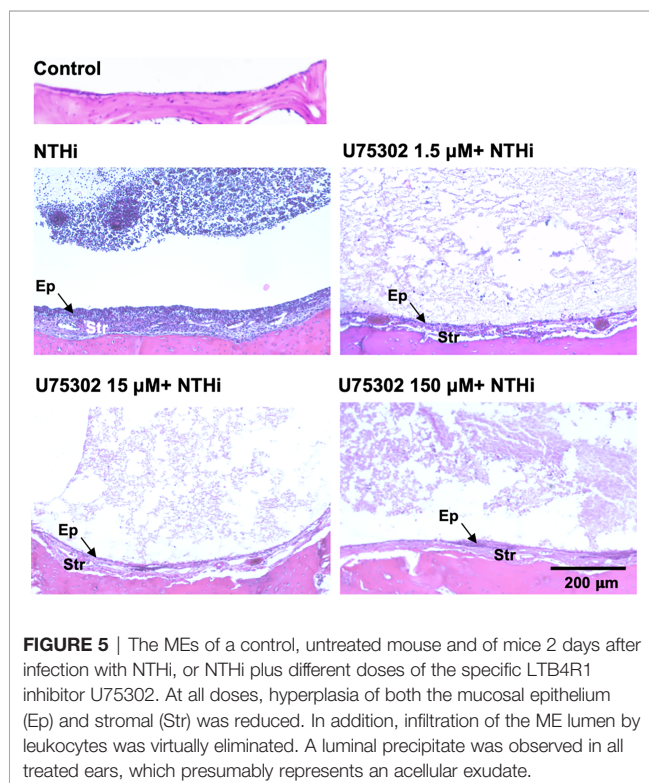 Control
NTHi
U75302 1.5 µM+ NTHi
Ep
Str
Ep
Str
U75302 15 µM+ NTHi
U75302 150 µM+ NTHi
Ep
Str
Ep
Str
200 µm
FIGURE 5 | The MEs of a control, untreated mouse and of mice 2 days after
infection with NTHi, or NTHi plus different doses of the specific LTB4R1
inhibitor U75302. At all doses, hyperplasia of both the mucosal epithelium
(Ep) and stromal (Str) was reduced. In addition, infiltration of the ME lumen by
leukocytes was virtually eliminated. A luminal precipitate was observed in all
treated ears, which presumably represents an acellular exudate.